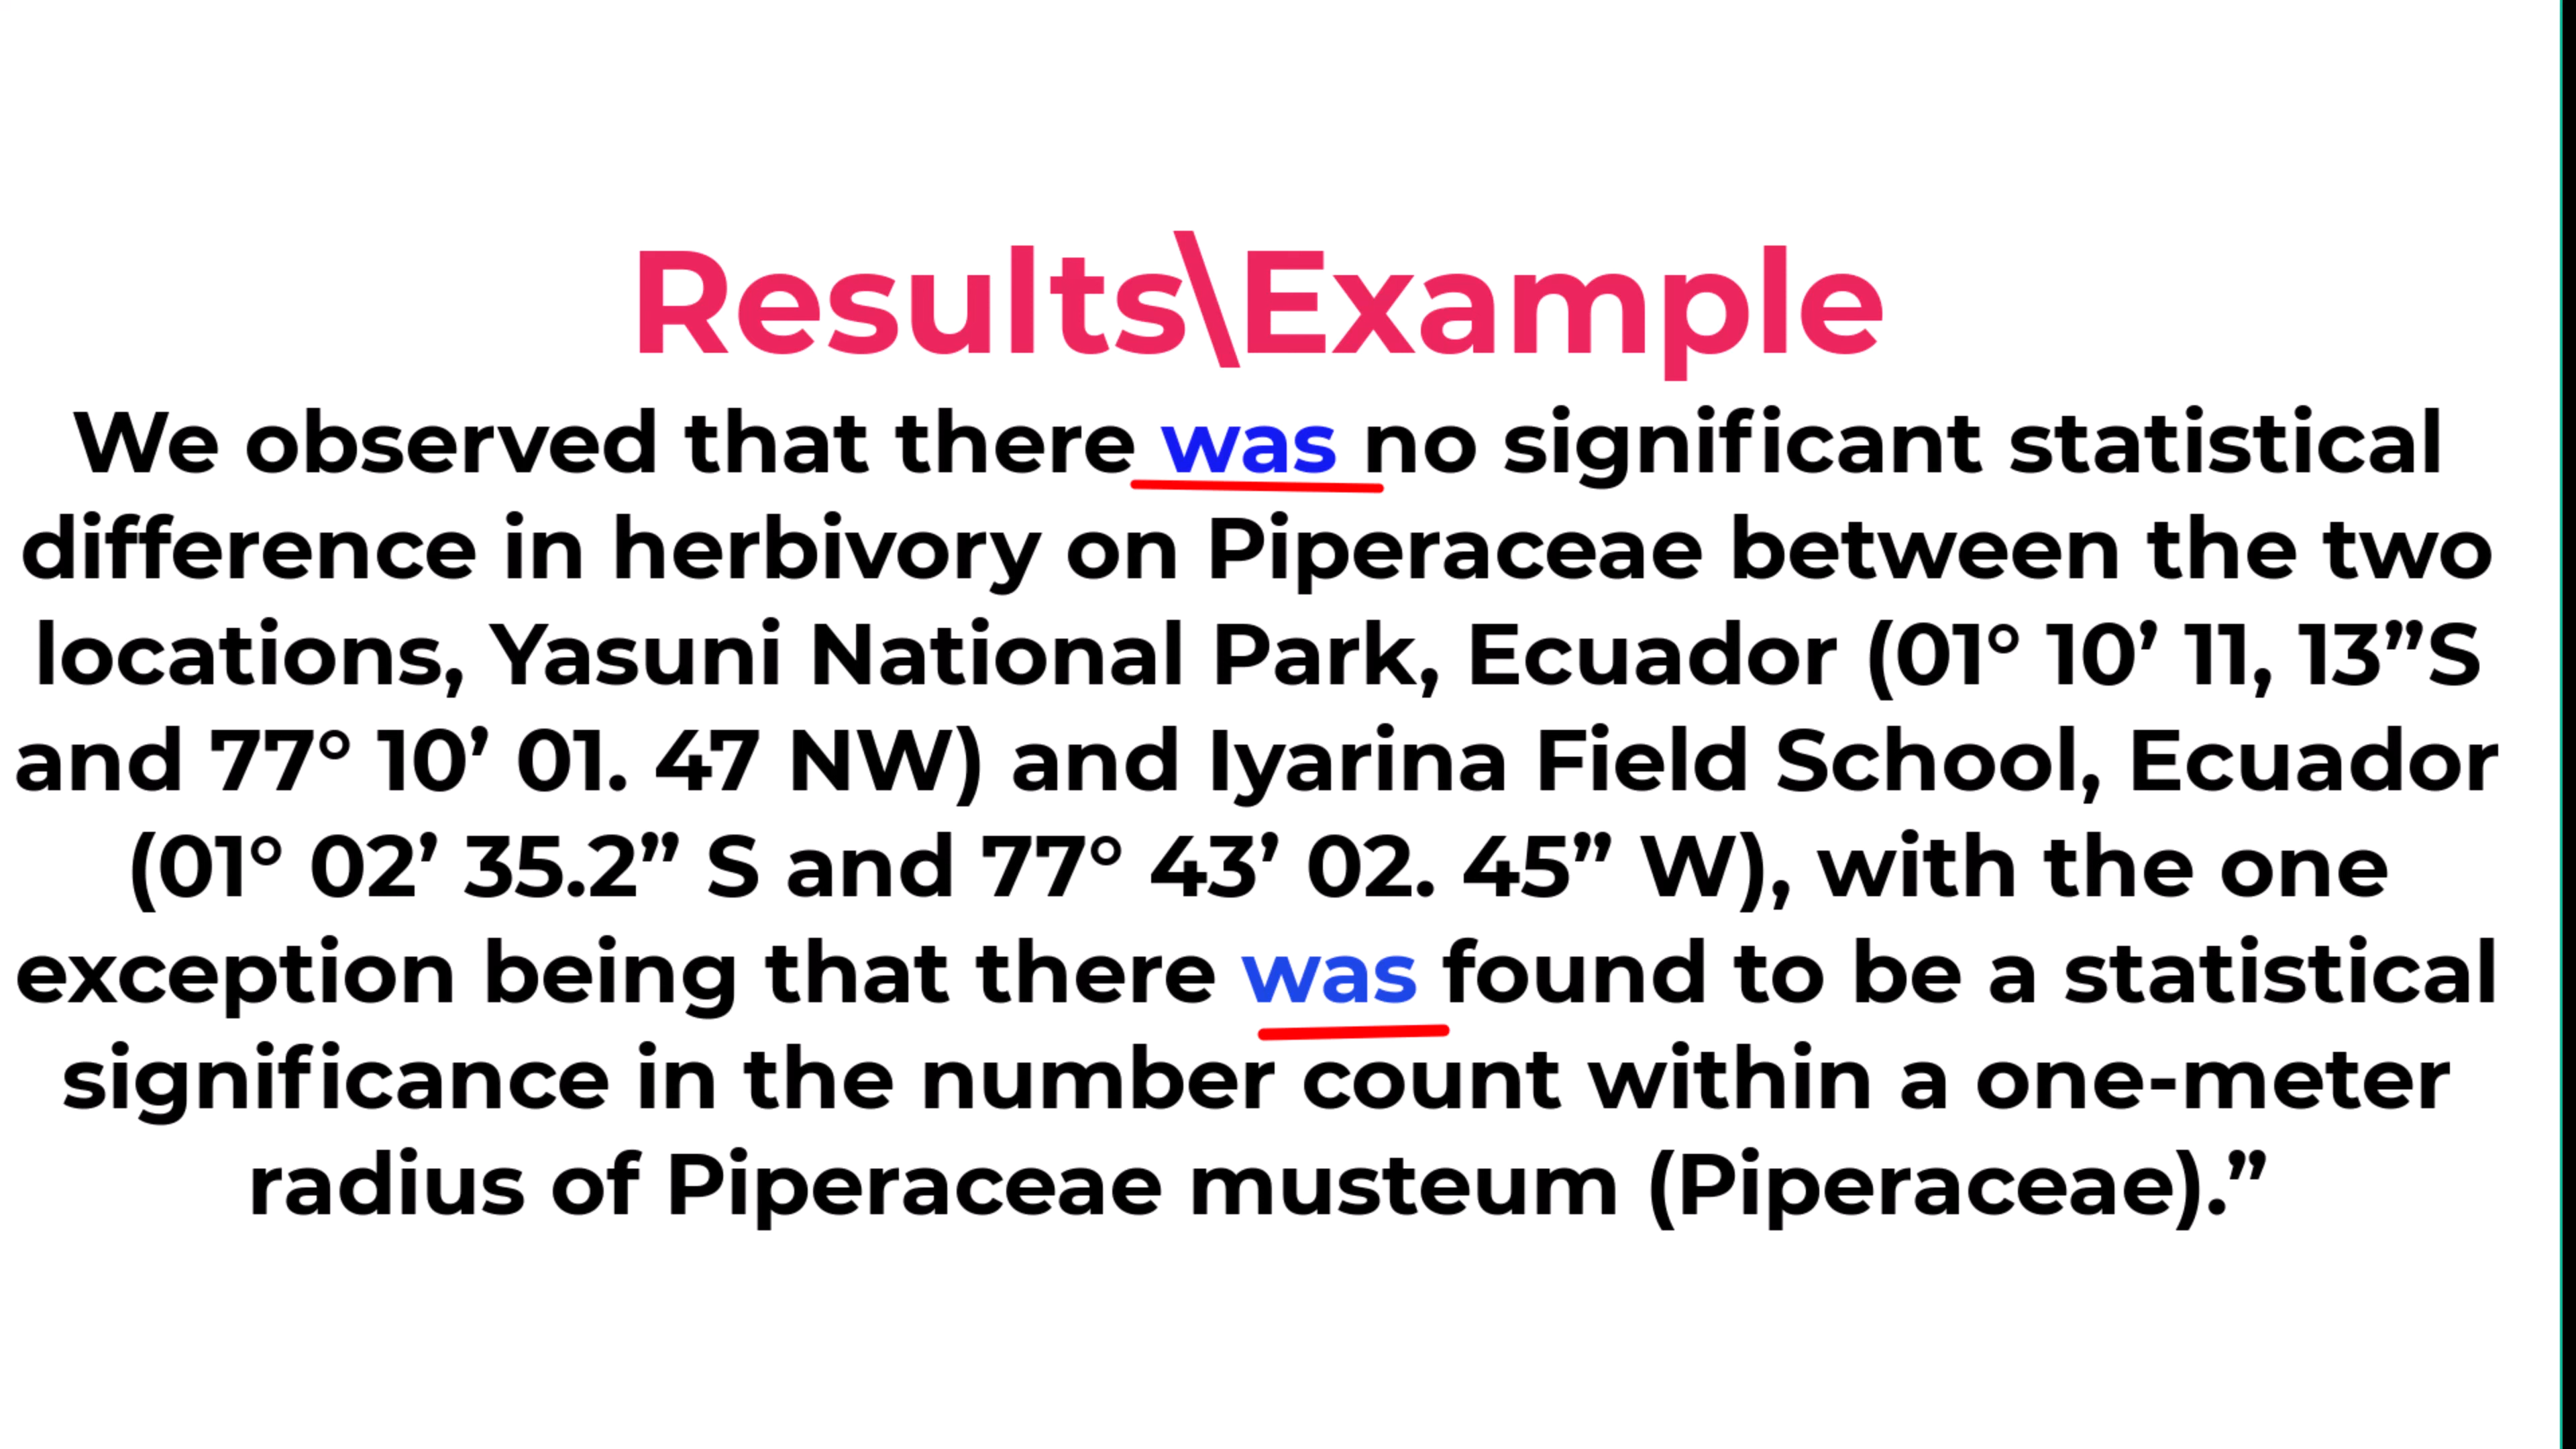 Results\Example
We observed that there was no significant statistical
difference in herbivory on Piperaceae between the two
locations, Yasuni National Park, Ecuador (01° 10’ 11, 13”S
and 77° 10’ 01. 47 NW) and Iyarina Field School, Ecuador
(01° 02’ 35.2” S and 77° 43’ 02. 45” W), with the one
exception being that there was found to be a statistical
significance in the number count within a one-meter
radius of Piperaceae musteum (Piperaceae).”